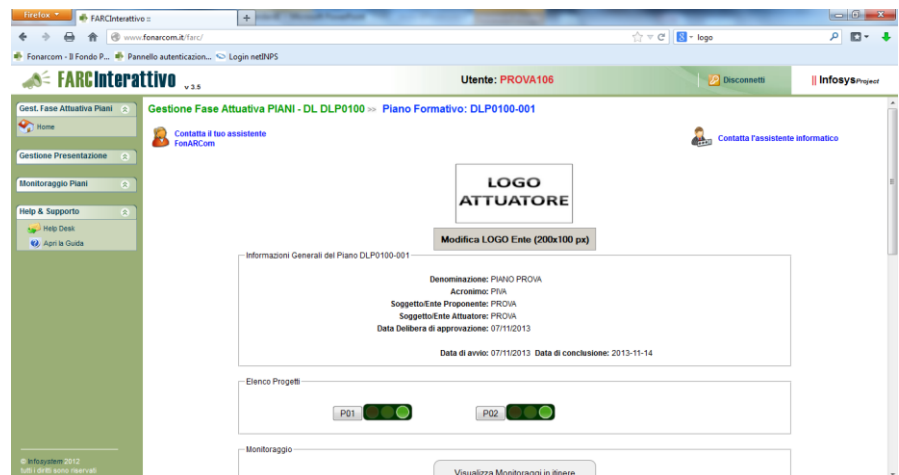 Firefox
FARCInterattivo ::
www.fonarcom.it/farc/
logo
Fonarcom - Il Fondo P...
Pannello autenticazion...
Login netINPS
FARCInterattivo v 3.5
Utente: PROVA106
Disconnetti
|| InfosysProject
Gest. Fase Attuativa Piani
Home
Gestione Presentazione
Monitoraggio Piani
Help & Supporto
Help Desk
Apri la Guida
© Infosystem 2012
tutti i diritti sono riservati
Gestione Fase Attuativa PIANI - DL DLP0100 >> Piano Formativo: DLP0100-001
Contatta il tuo assistente
FonARCom
Contatta l'assistente informatico
LOGO
ATTUATORE
Modifica LOGO Ente (200x100 px)
Informazioni Generali del Piano DLP0100-001
Denominazione: PIANO PROVA
Acronimo: PIVA
Soggetto/Ente Proponente: PROVA
Soggetto/Ente Attuatore: PROVA
Data Delibera di approvazione: 07/11/2013
Data di avvio: 07/11/2013 Data di conclusione: 2013-11-14
Elenco Progetti
P01
P02
Monitoraggio
Visualizza Monitoraggi in itinere